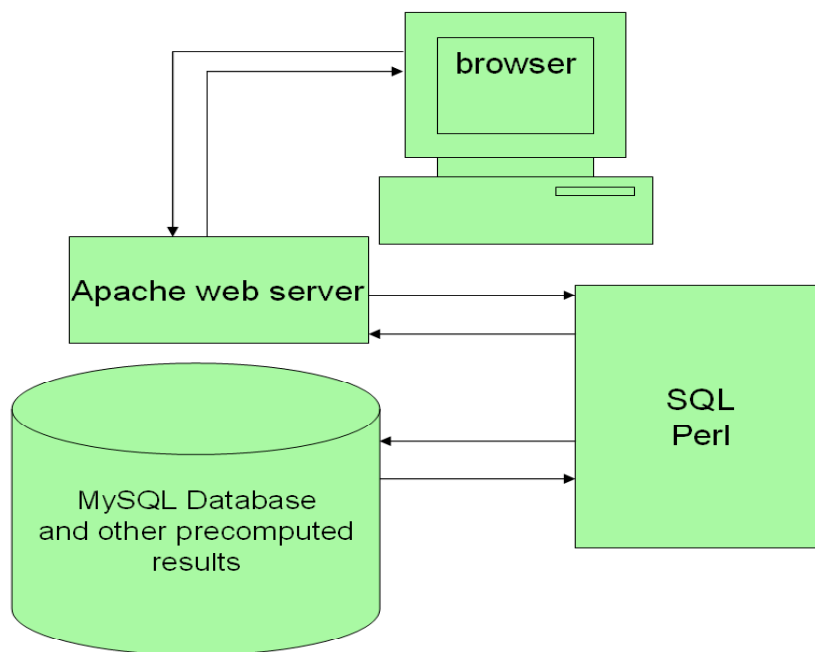 browser
Apache web server
SQL
Perl
MySQL Database
and other precomputed
results